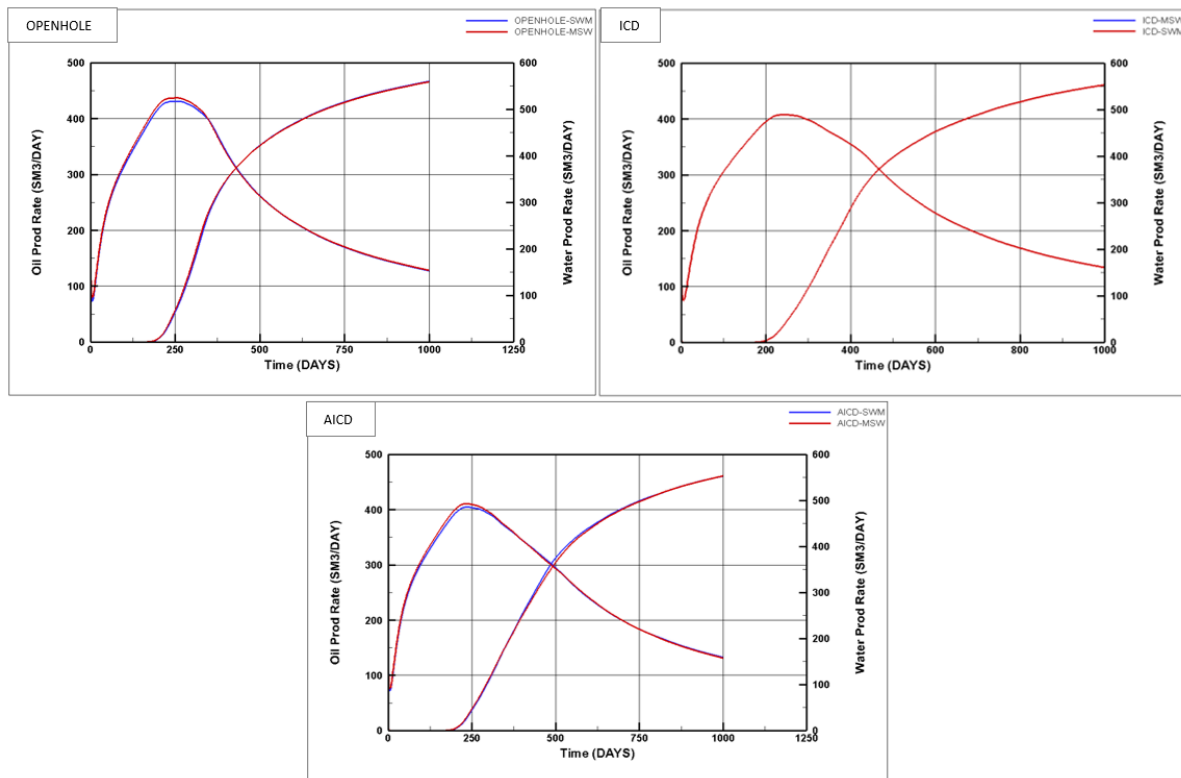 OPENHOLE
OPENHOLE-SWM
OPENHOLE-MSW
500
400
300
200
100
0
Oil Prod Rate (SM3/DAY)
600
500
400
300
200
100
0
Water Prod Rate (SM3/DAY)
0 250 500 750 1000 1250
Time (DAYS)
ICD
ICD-MSW
ICD-SWM
500
400
300
200
100
0
Oil Prod Rate (SM3/DAY)
600
500
400
300
200
100
0
Water Prod Rate (SM3/DAY)
0 200 400 600 800 1000
Time (DAYS)
AICD
AICD-SWM
AICD-MSW
500
400
300
200
100
0
Oil Prod Rate (SM3/DAY)
600
500
400
300
200
100
0
Water Prod Rate (SM3/DAY)
0 250 500 750 1000 1250
Time (DAYS)